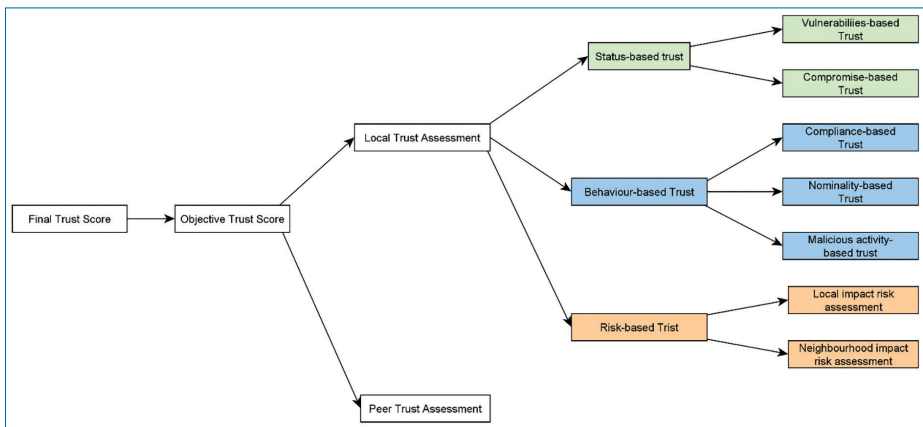 Vulnerabiliies-based
Trust
Status-based trust
Compromise-based
Trust
Local Trust Assessment
Compliance-based
Trust
Behaviour-based Trust
Nominality-based
Trust
Final Trust Score
Objective Trust Score
Malicious activity-
based trust
Local impact risk
assessment
Risk-based Trist
Neighbourhood impact
risk assessment
Peer Trust Assessment